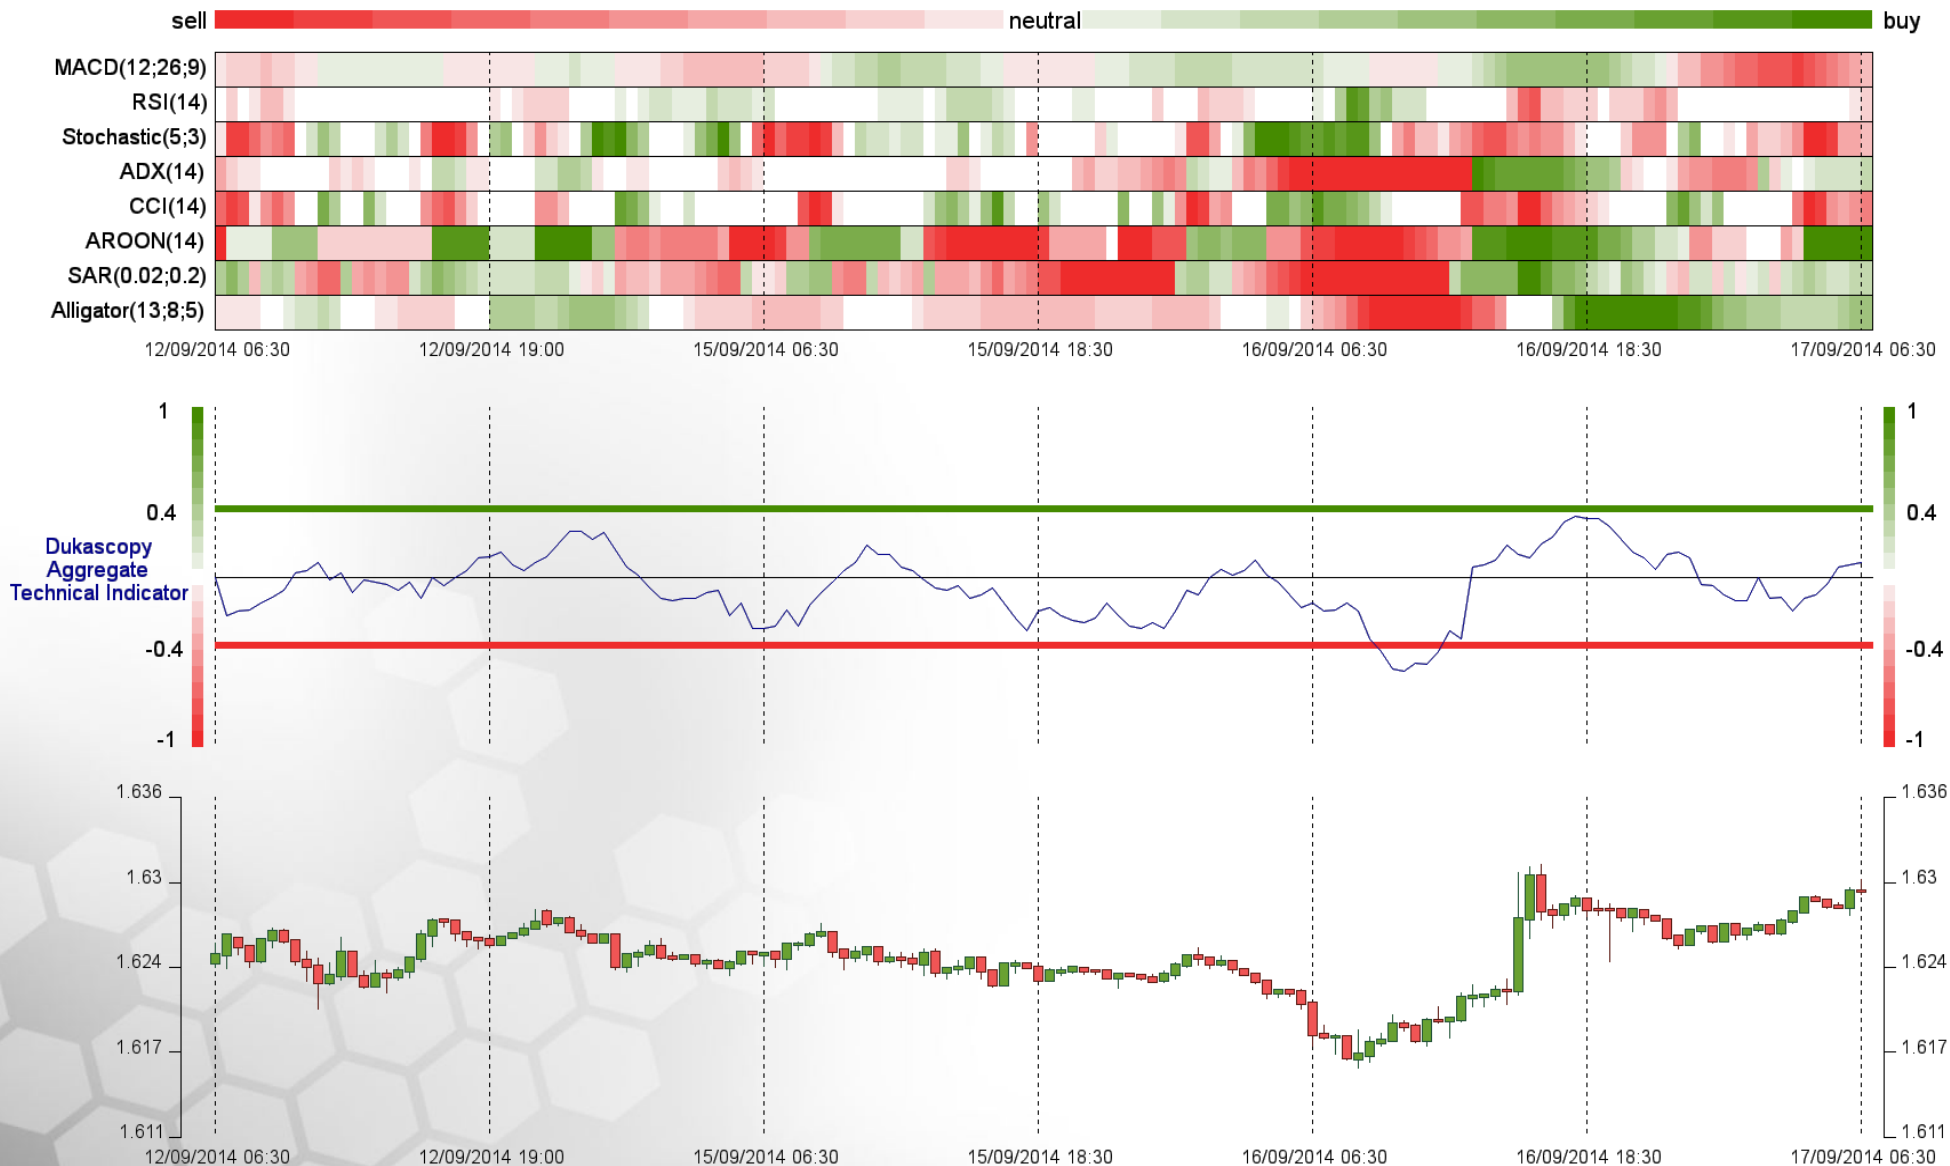 sell neutral buy
MACD(12;26;9)
RSI(14)
Stochastic(5;3)
ADX(14)
CCI(14)
AROON(14)
SAR(0.02;0.2)
Alligator(13;8;5)
12/09/2014 06:30 12/09/2014 19:00 15/09/2014 06:30 15/09/2014 18:30 16/09/2014 06:30 16/09/2014 18:30 17/09/2014 06:30
1 1
0.4 0.4
Dukascopy
Aggregate
Technical Indicator
-0.4 -0.4
-1 -1
1.636 1.636
1.63 1.63
1.624 1.624
1.617 1.617
1.611 1.611
12/09/2014 06:30 12/09/2014 19:00 15/09/2014 06:30 15/09/2014 18:30 16/09/2014 06:30 16/09/2014 18:30 17/09/2014 06:30